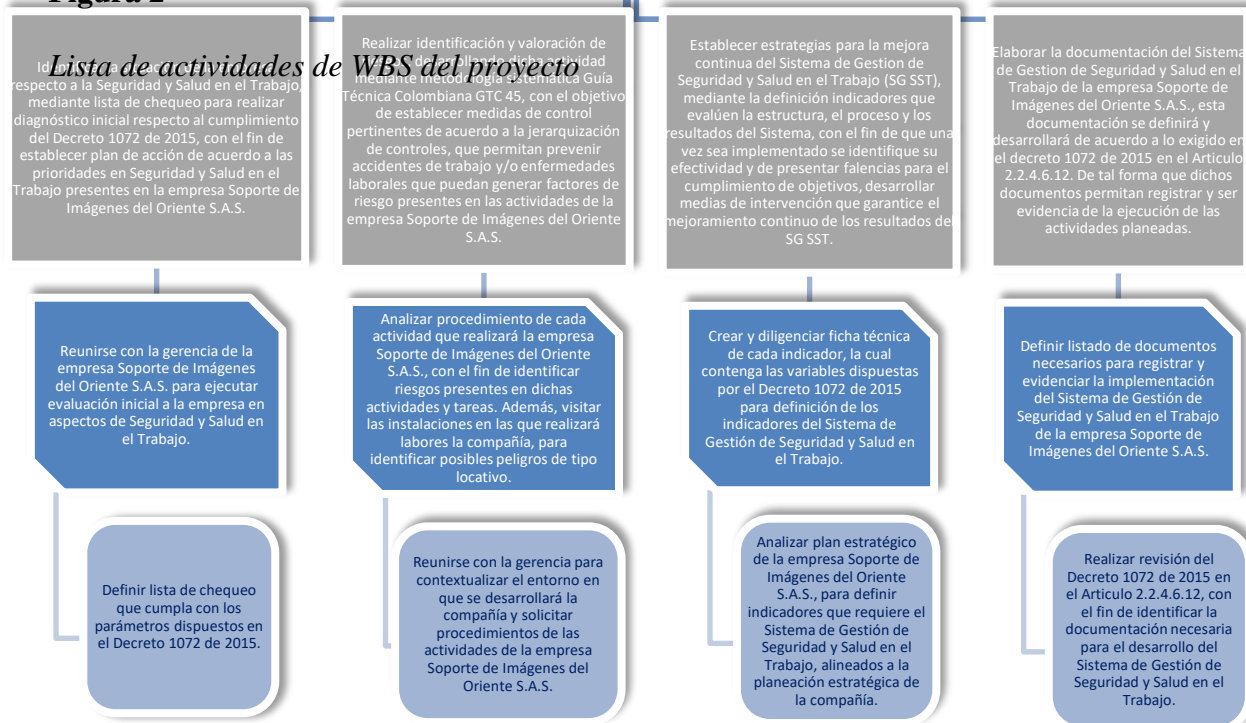 Figura 2
Lista de actividades de WBS del proyecto
respecto a la Seguridad y Salud en el Trabajo,
mediante lista de chequeo para realizar
diagnóstico inicial respecto al cumplimiento
del Decreto 1072 de 2015, con el fin de
establecer plan de acción de acuerdo a las
prioridades en Seguridad y Salud en el
Trabajo presentes en la empresa Soporte de
Imágenes del Oriente S.A.S.
Realizar identificación y valoración de
desarrollando dicha actividad
mediante metodología sistemática Guía
Técnica Colombiana GTC 45, con el objetivo
de establecer medidas de control
pertinentes de acuerdo a la jerarquización
de controles, que permitan prevenir
accidentes de trabajo y/o enfermedades
laborales que puedan generar factores de
riesgo presentes en las actividades de la
empresa Soporte de Imágenes del Oriente
S.A.S.
Establecer estrategias para la mejora
continua del Sistema de Gestion de
Seguridad y Salud en el Trabajo (SG SST),
mediante la definición indicadores que
evalúen la estructura, el proceso y los
resultados del Sistema, con el fin de que una
vez sea implementado se identifique su
efectividad y de presentar falencias para el
cumplimiento de objetivos, desarrollar
medias de intervención que garantice el
mejoramiento continuo de los resultados del
SG SST.
Elaborar la documentación del Sistema
de Gestion de Seguridad y Salud en el
Trabajo de la empresa Soporte de
Imágenes del Oriente S.A.S., esta
documentación se definirá y
desarrollará de acuerdo a lo exigido en
el decreto 1072 de 2015 en el Articulo
2.2.4.6.12. De tal forma que dichos
documentos permitan registrar y ser
evidencia de la ejecución de las
actividades planeadas.
Reunirse con la gerencia de la
empresa Soporte de Imágenes
del Oriente S.A.S. para ejecutar
evaluación inicial a la empresa en
aspectos de Seguridad y Salud en
el Trabajo.
Analizar procedimiento de cada
actividad que realizará la empresa
Soporte de Imágenes del Oriente
S.A.S., con el fin de identificar
riesgos presentes en dichas
actividades y tareas. Además, visitar
las instalaciones en las que realizará
labores la compañía, para
identificar posibles peligros de tipo
locativo.
Crear y diligenciar ficha técnica
de cada indicador, la cual
contenga las variables dispuestas
por el Decreto 1072 de 2015
para definición de los
indicadores del Sistema de
Gestión de Seguridad y Salud en
el Trabajo.
Definir listado de documentos
necesarios para registrar y
evidenciar la implementación
del Sistema de Gestión de
Seguridad y Salud en el Trabajo
de la empresa Soporte de
Imágenes del Oriente S.A.S.
Definir lista de chequeo
que cumpla con los
parámetros dispuestos en
el Decreto 1072 de 2015.
Reunirse con la gerencia para
contextualizar el entorno en
que se desarrollará la
compañía y solicitar
procedimientos de las
actividades de la empresa
Soporte de Imágenes del
Oriente S.A.S.
Analizar plan estratégico
de la empresa Soporte de
Imágenes del Oriente
S.A.S., para definir
indicadores que requiere el
Sistema de Gestión de
Seguridad y Salud en el
Trabajo, alineados a la
planeación estratégica de
la compañía.
Realizar revisión del
Decreto 1072 de 2015 en
el Articulo 2.2.4.6.12, con
el fin de identificar la
documentación necesaria
para el desarrollo del
Sistema de Gestión de
Seguridad y Salud en el
Trabajo.